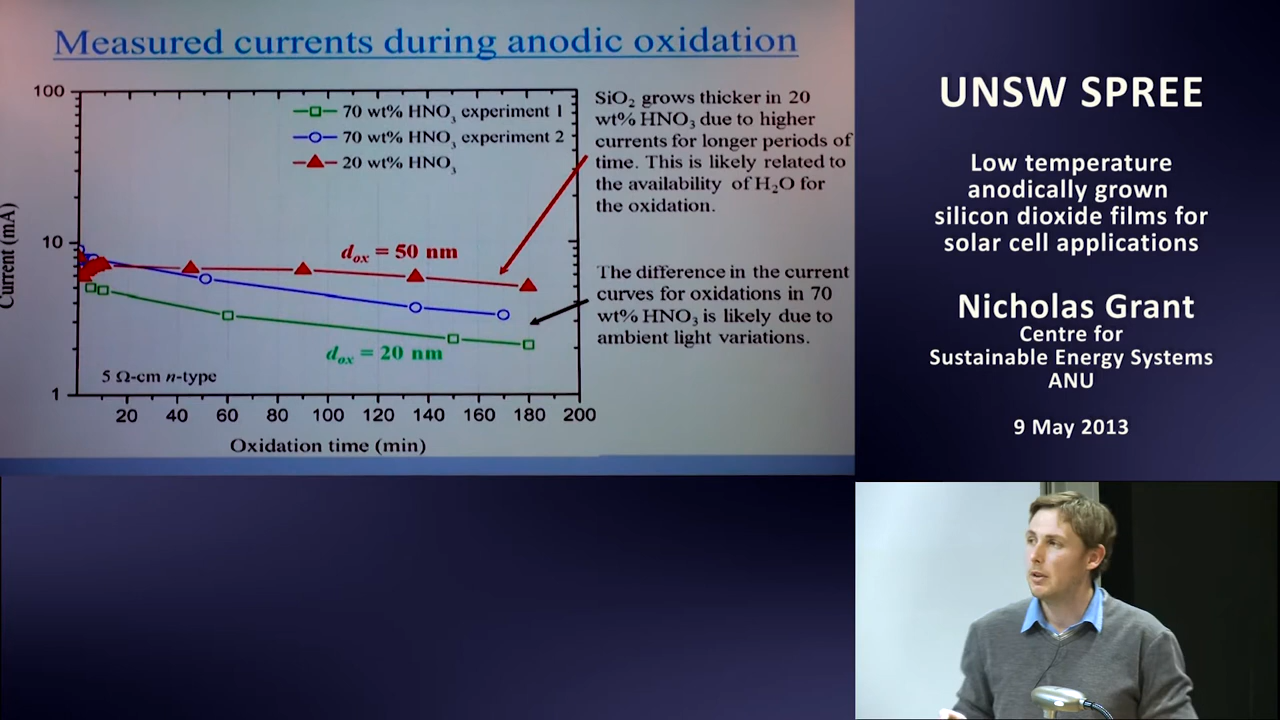 Measured currents during anodic oxidation
100
10
1
Current (mA)
70 wt% HNO3 experiment 1
70 wt% HNO3 experiment 2
20 wt% HNO3
dox = 50 nm
dox = 20 nm
5 Ω-cm n-type
20 40 60 80 100 120 140 160 180 200
Oxidation time (min)
SiO2 grows thicker in 20
wt% HNO3 due to higher
currents for longer periods of
time. This is likely related to
the availability of H2O for
the oxidation.
The difference in the current
curves for oxidations in 70
wt% HNO3 is likely due to
ambient light variations.
UNSW SPREE
Low temperature
anodically grown
silicon dioxide films for
solar cell applications
Nicholas Grant
Centre for
Sustainable Energy Systems
ANU
9 May 2013